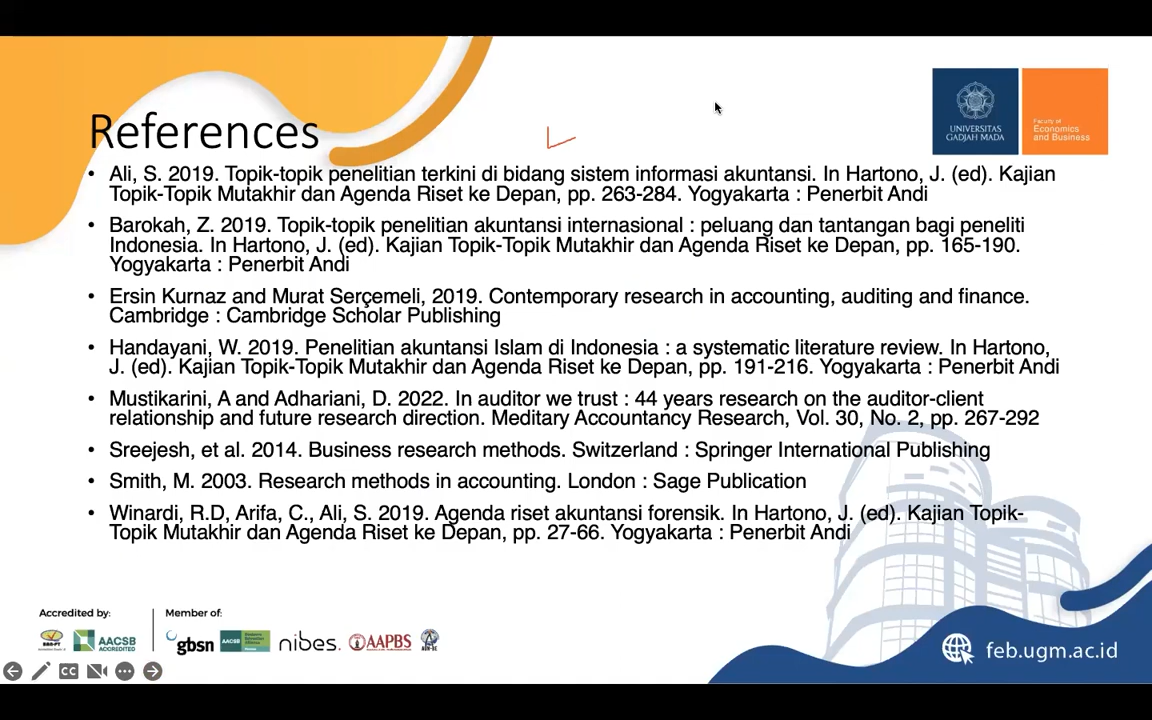 References
UNIVERSITAS
GADJAH MADA
Faculty of
Economics
and Business
• Ali, S. 2019. Topik-topik penelitian terkini di bidang sistem informasi akuntansi. In Hartono, J. (ed). Kajian
Topik-Topik Mutakhir dan Agenda Riset ke Depan, pp. 263-284. Yogyakarta : Penerbit Andi
• Barokah, Z. 2019. Topik-topik penelitian akuntansi internasional : peluang dan tantangan bagi peneliti
Indonesia. In Hartono, J. (ed). Kajian Topik-Topik Mutakhir dan Agenda Riset ke Depan, pp. 165-190.
Yogyakarta : Penerbit Andi
• Ersin Kurnaz and Murat Serçemeli, 2019. Contemporary research in accounting, auditing and finance.
Cambridge : Cambridge Scholar Publishing
• Handayani, W. 2019. Penelitian akuntansi Islam di Indonesia : a systematic literature review. In Hartono,
J. (ed). Kajian Topik-Topik Mutakhir dan Agenda Riset ke Depan, pp. 191-216. Yogyakarta : Penerbit Andi
• Mustikarini, A and Adhariani, D. 2022. In auditor we trust : 44 years research on the auditor-client
relationship and future research direction. Meditary Accountancy Research, Vol. 30, No. 2, pp. 267-292
• Sreejesh, et al. 2014. Business research methods. Switzerland : Springer International Publishing
• Smith, M. 2003. Research methods in accounting. London : Sage Publication
• Winardi, R.D, Arifa, C., Ali, S. 2019. Agenda riset akuntansi forensik. In Hartono, J. (ed). Kajian Topik-
Topik Mutakhir dan Agenda Riset ke Depan, pp. 27-66. Yogyakarta : Penerbit Andi
Accredited by:
Member of:
AACSB
ACCREDITED
gbsn
AACSB
nibes.
AAPBS
feb.ugm.ac.id
CC